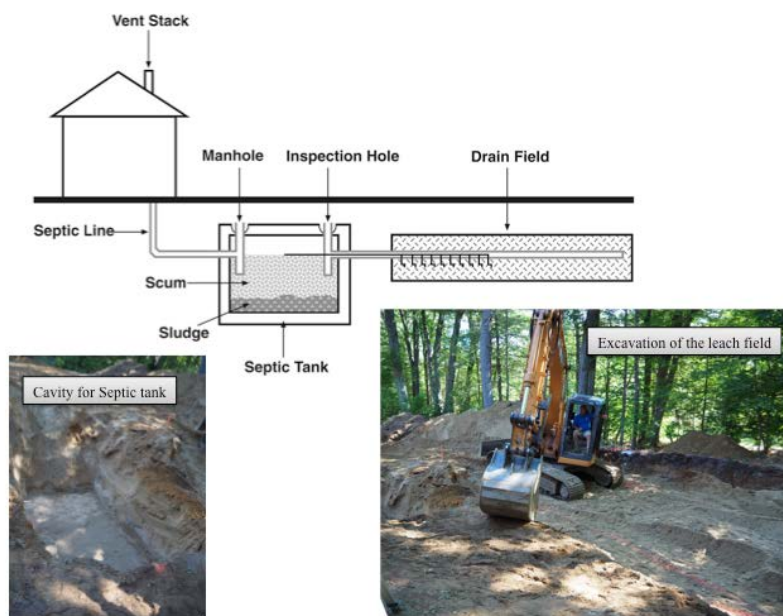 Vent Stack
Manhole
Inspection Hole
Drain Field
Septic Line
Scum
Sludge
Septic Tank
Cavity for Septic tank
Excavation of the leach field